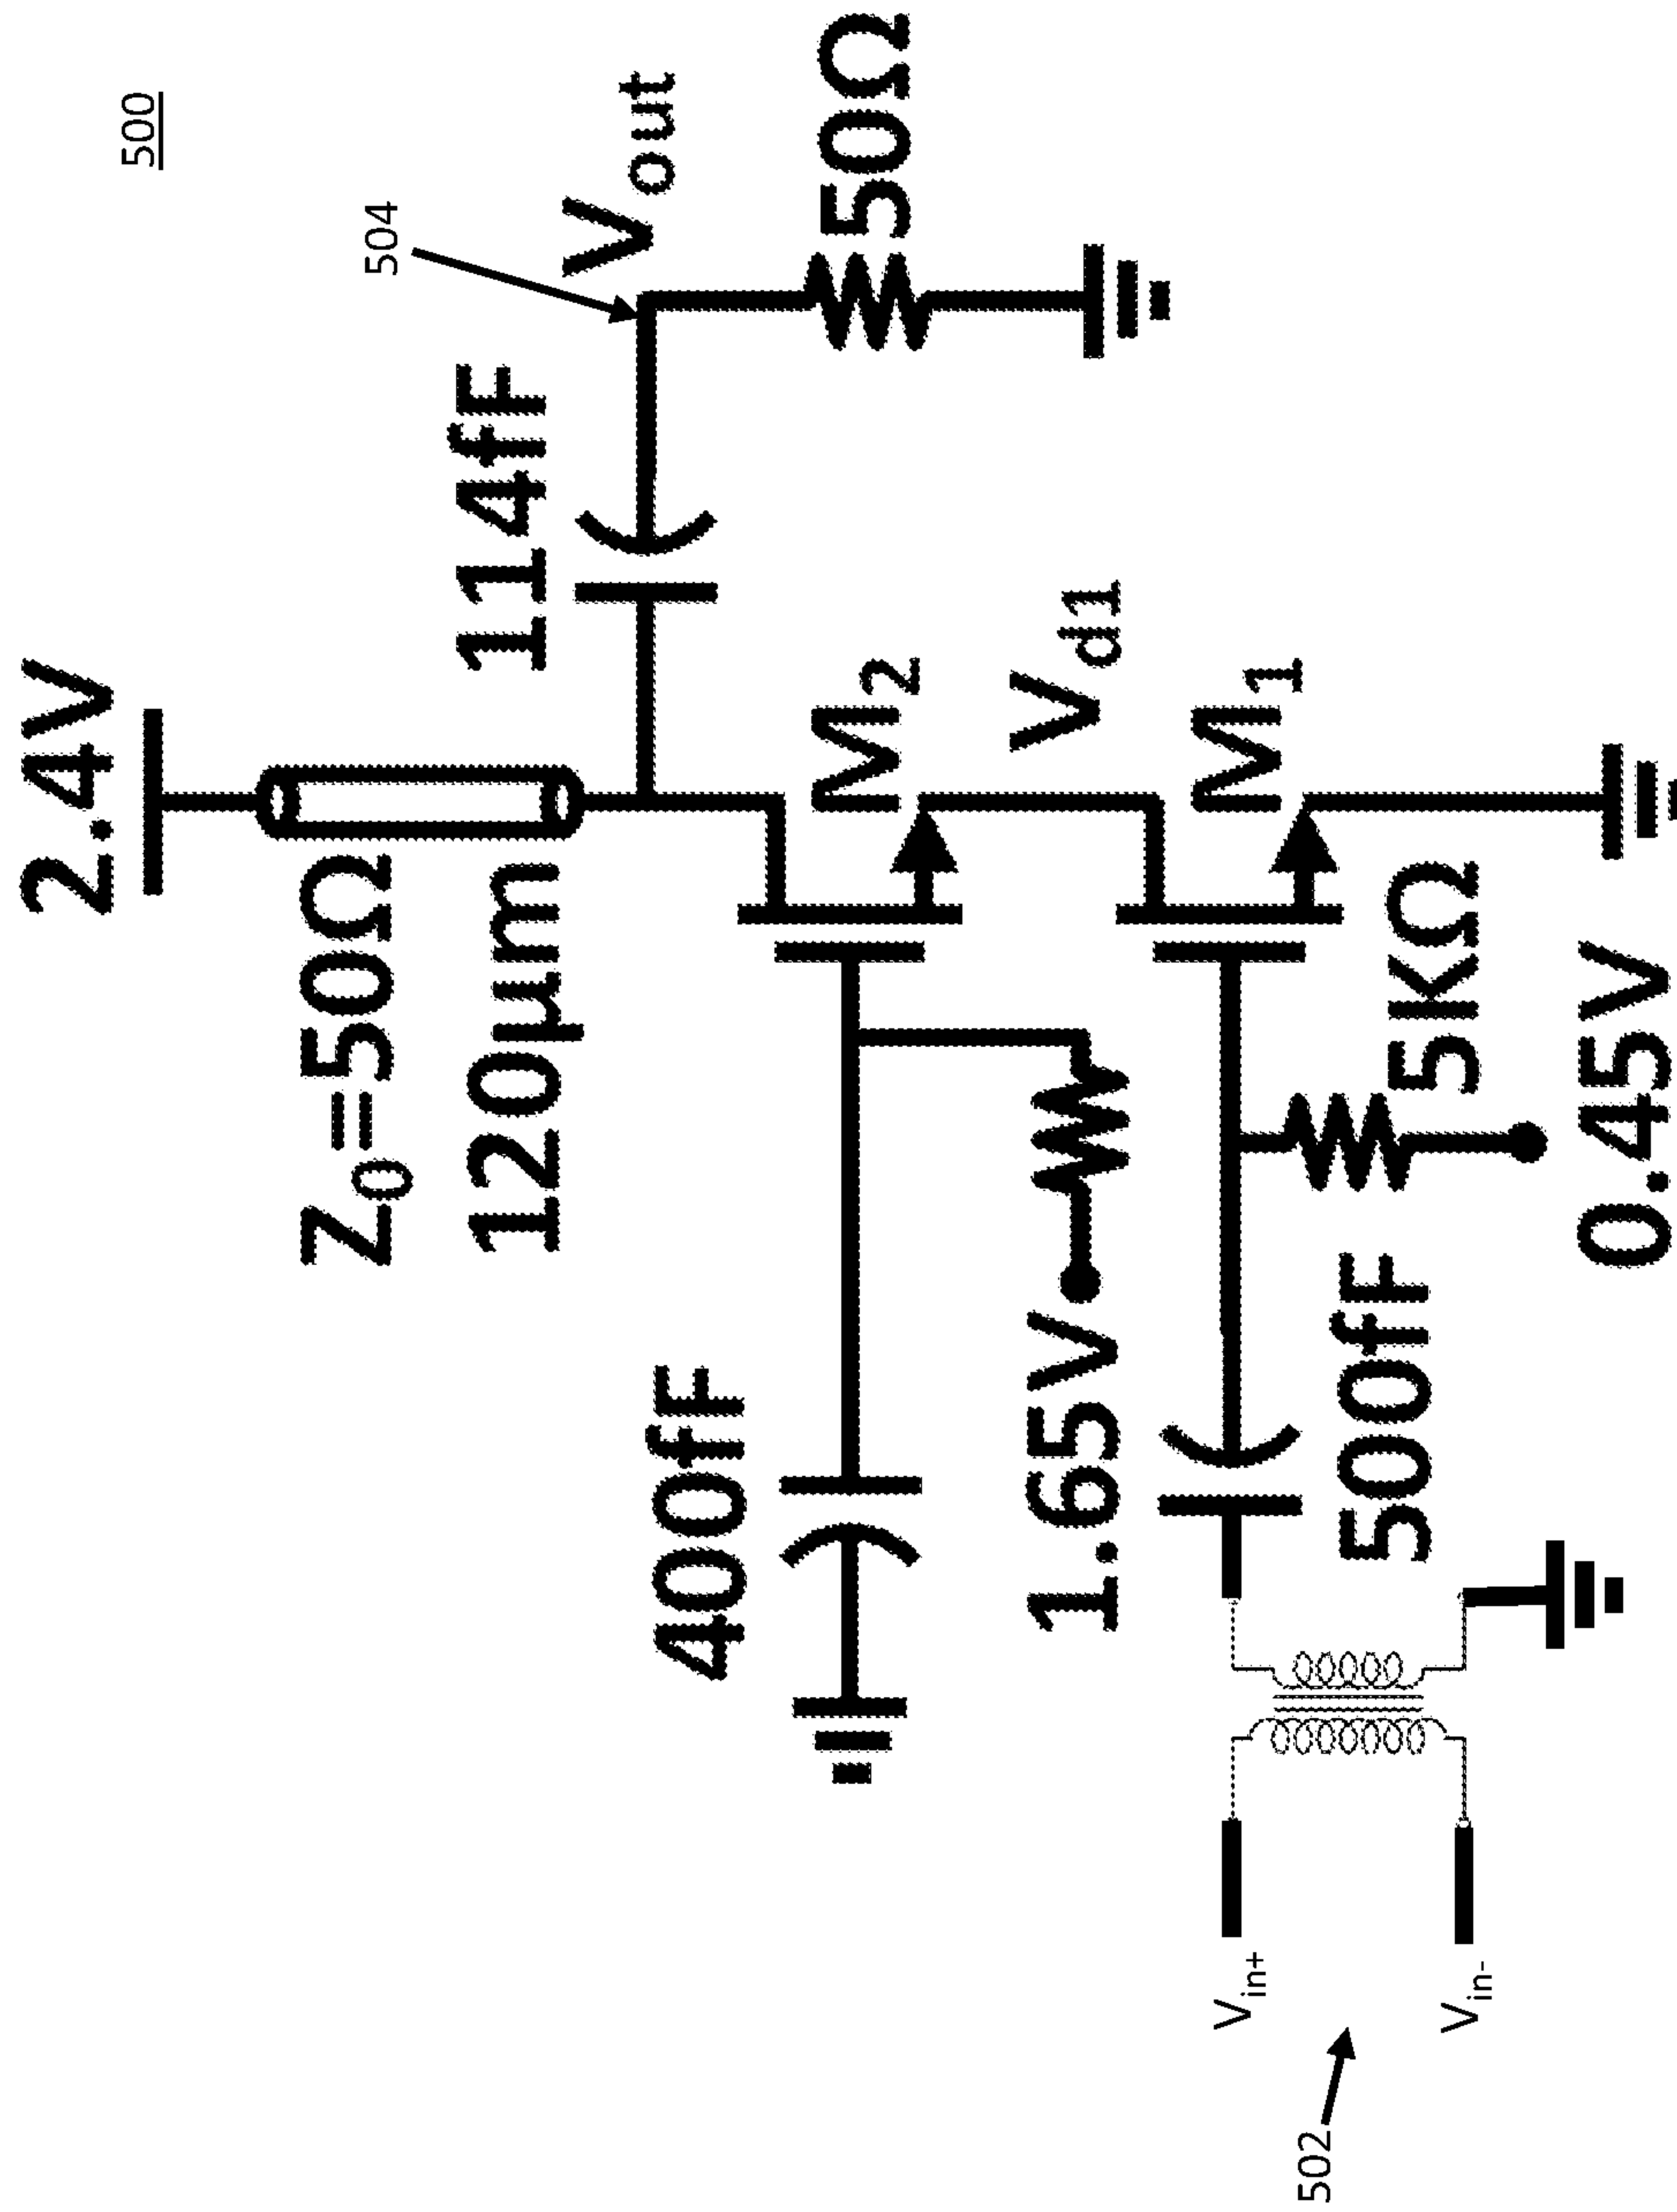 500
2.4V
Z0=50Ω
120μm
114fF
504
Vout
50Ω
400fF
M2
Vd1
1.65V
M1
500fF
5KΩ
0.45V
Vin+
Vin-
502